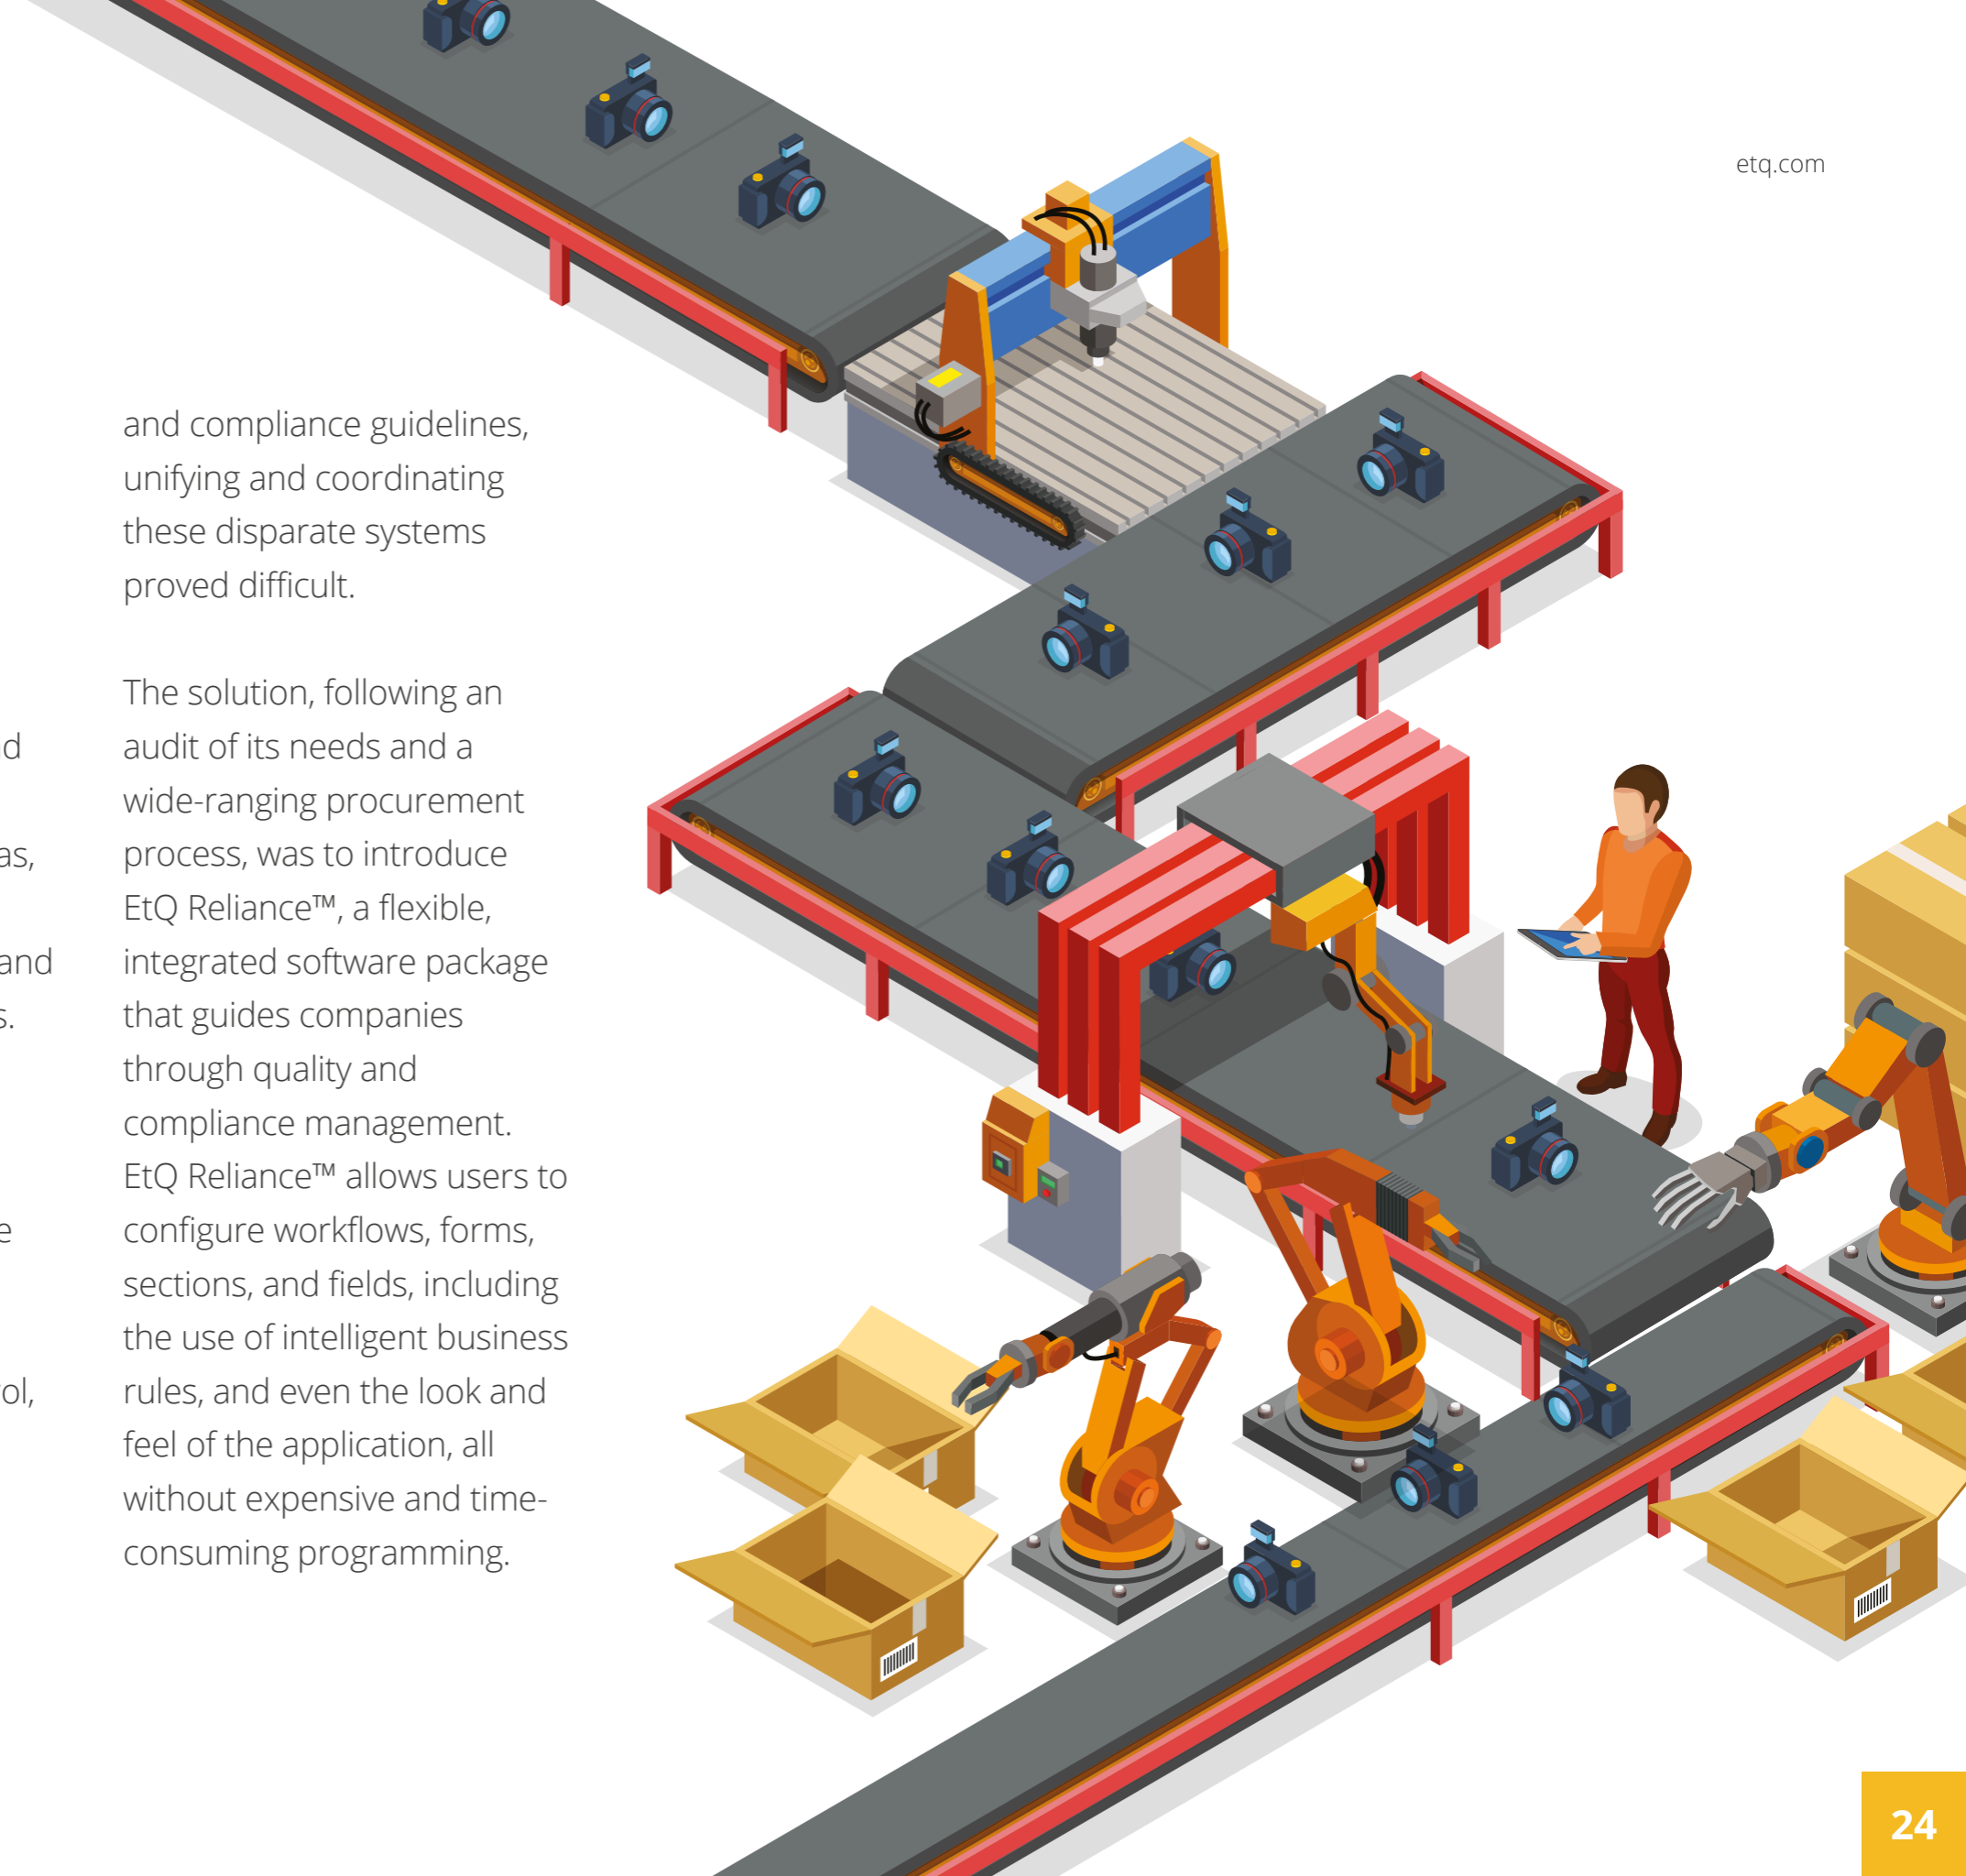 etq.com
and compliance guidelines,
unifying and coordinating
these disparate systems
proved difficult.
The solution, following an
audit of its needs and a
wide-ranging procurement
process, was to introduce
EtQ Reliance™, a flexible,
integrated software package
that guides companies
through quality and
compliance management.
EtQ Reliance™ allows users to
configure workflows, forms,
sections, and fields, including
the use of intelligent business
rules, and even the look and
feel of the application, all
without expensive and time-
consuming programming.
and
24